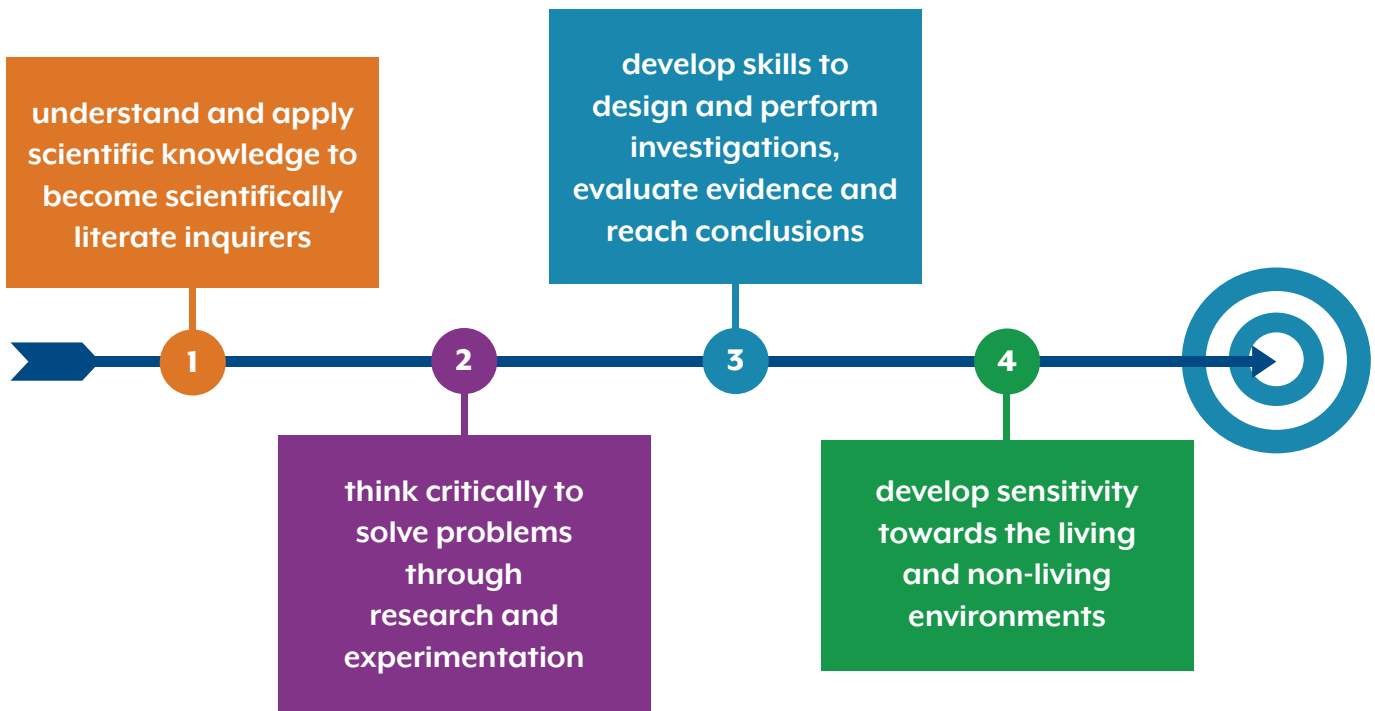 understand and apply
scientific knowledge to
become scientifically
literate inquirers
1
think critically to
solve problems
through
research and
experimentation
2
develop skills to
design and perform
investigations,
evaluate evidence and
reach conclusions
3
develop sensitivity
towards the living
and non-living
environments
4